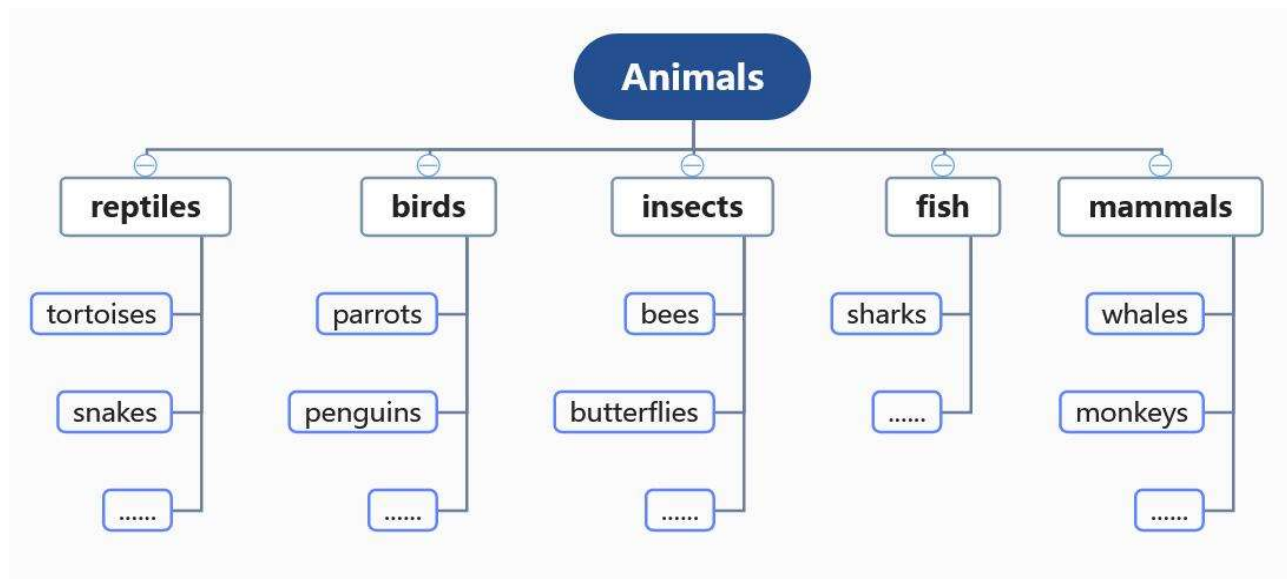 Animals
reptiles
birds
insects
fish
mammals
tortoises
parrots
bees
sharks
whales
snakes
penguins
butterflies
......
monkeys
......
......
......
......